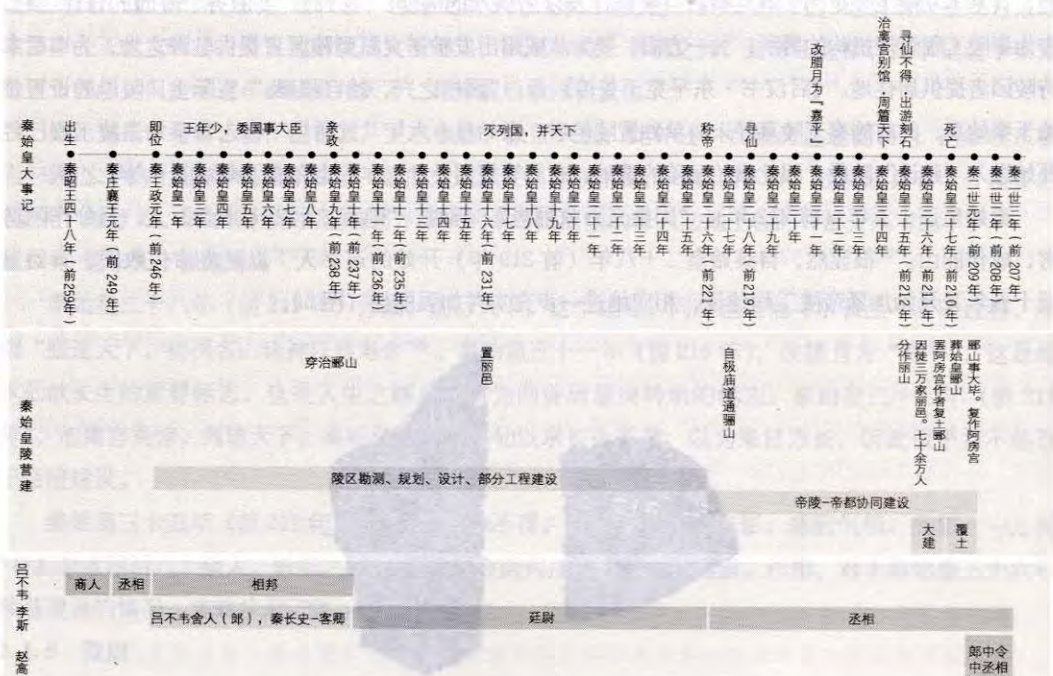 秦始皇大事记
出生
即位
王年少，委国事大臣
亲政
灭列国，并天下
称帝
寻仙
改腊月为「嘉平」
治离宫别馆，周遍天下
寻仙不得，出游刻石
死亡
秦昭王四十八年（前259年）
秦庄襄王元年（前249年）
秦王政元年（前246年）
秦始皇二年
秦始皇三年
秦始皇四年
秦始皇五年
秦始皇六年
秦始皇七年
秦始皇八年
秦始皇九年（前238年）
秦始皇十年（前237年）
秦始皇十一年（前236年）
秦始皇十二年（前235年）
秦始皇十三年
秦始皇十四年
秦始皇十五年
秦始皇十六年（前231年）
秦始皇十七年
秦始皇十八年
秦始皇十九年
秦始皇二十年
秦始皇二十一年
秦始皇二十二年
秦始皇二十三年
秦始皇二十四年
秦始皇二十五年
秦始皇二十六年（前221年）
秦始皇二十七年
秦始皇二十八年（前219年）
秦始皇二十九年
秦始皇三十年
秦始皇三十一年
秦始皇三十二年
秦始皇三十三年
秦始皇三十四年
秦始皇三十五年（前212年）
秦始皇三十六年（前211年）
秦始皇三十七年（前210年）
秦二世元年（前209年）
秦二世二年（前208年）
秦二世三年（前207年）
秦始皇陵营建
穿治郦山
置丽邑
自极庙道通骊山
分作丽山
因徙三万家丽邑。七十余万人
罢阿房宫作者复土郦山
葬始皇郦山
郦山事大毕。复作阿房宫
陵区勘测、规划、设计、部分工程建设
帝陵-帝都协同建设
大建
覆土
吕不韦
商人
丞相
相邦
李斯
吕不韦舍人（郎），秦长史-客卿
廷尉
丞相
赵高
郎中令
中丞相